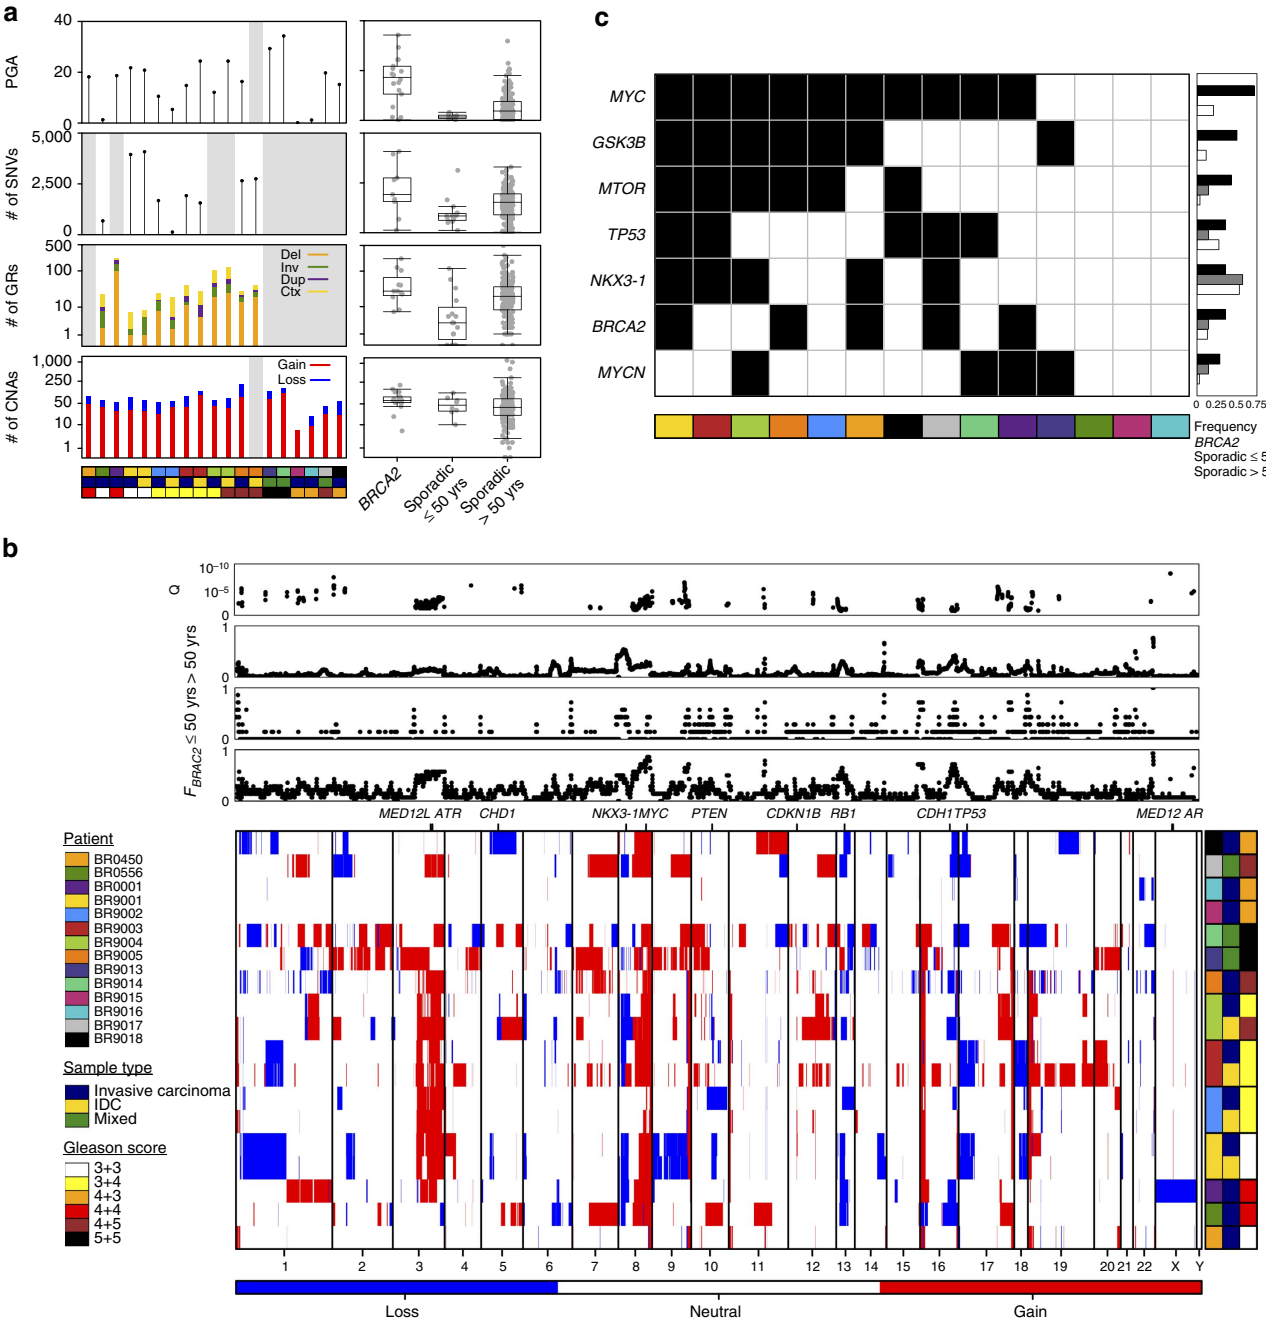 a
PGA
40
20
0
# of SNVs
5,000
2,500
0
# of GRs
500
100
10
1
Del
Inv
Dup
Ctx
# of CNAs
1,000
250
50
10
1
Gain
Loss
BRCA2
Sporadic
≤ 50 yrs
Sporadic
> 50 yrs
c
MYC
GSK3B
MTOR
TP53
NKX3-1
BRCA2
MYCN
0 0.25 0.5 0.75
Frequency
BRCA2
Sporadic ≤ 5
Sporadic > 5
b
Q
10-10
10-5
0
1
0
1
0
1
0
FBRAC2 ≤ 50 yrs > 50 yrs
MED12L ATR CHD1 NKX3-1MYC PTEN CDKN1B RB1 CDH1TP53 MED12 AR
Patient
BR0450
BR0556
BR0001
BR9001
BR9002
BR9003
BR9004
BR9005
BR9013
BR9014
BR9015
BR9016
BR9017
BR9018
Sample type
Invasive carcinoma
IDC
Mixed
Gleason score
3+3
3+4
4+3
4+4
4+5
5+5
1 2 3 4 5 6 7 8 9 10 11 12 13 14 15 16 17 18 19 20 21 22 X Y
Loss Neutral Gain